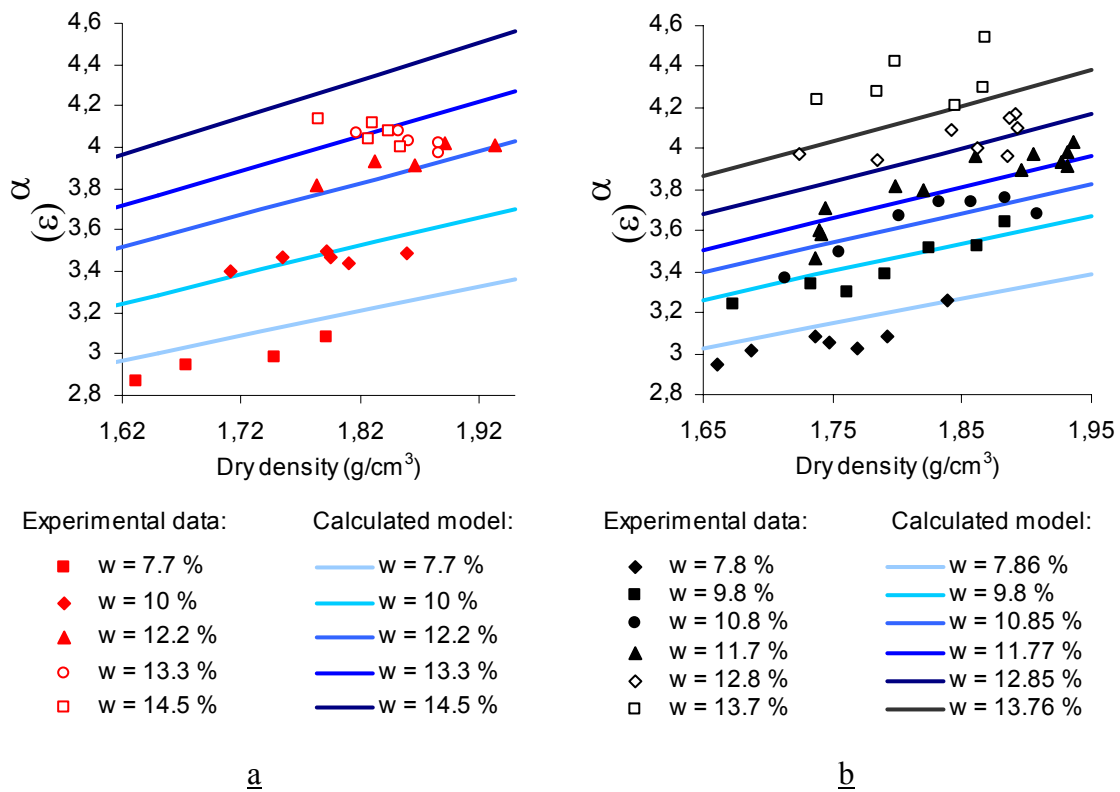 4,6
4,4
4,2
4
3,8
3,6
3,4
3,2
3
2,8
(ε)^α
1,62 1,72 1,82 1,92
Dry density (g/cm³)
Experimental data: Calculated model:
w = 7.7 % w = 7.7 %
w = 10 % w = 10 %
w = 12.2 % w = 12.2 %
w = 13.3 % w = 13.3 %
w = 14.5 % w = 14.5 %
a
4,6
4,4
4,2
4
3,8
3,6
3,4
3,2
3
2,8
(ε)^α
1,65 1,75 1,85 1,95
Dry density (g/cm³)
Experimental data: Calculated model:
w = 7.8 % w = 7.86 %
w = 9.8 % w = 9.8 %
w = 10.8 % w = 10.85 %
w = 11.7 % w = 11.77 %
w = 12.8 % w = 12.85 %
w = 13.7 % w = 13.76 %
b